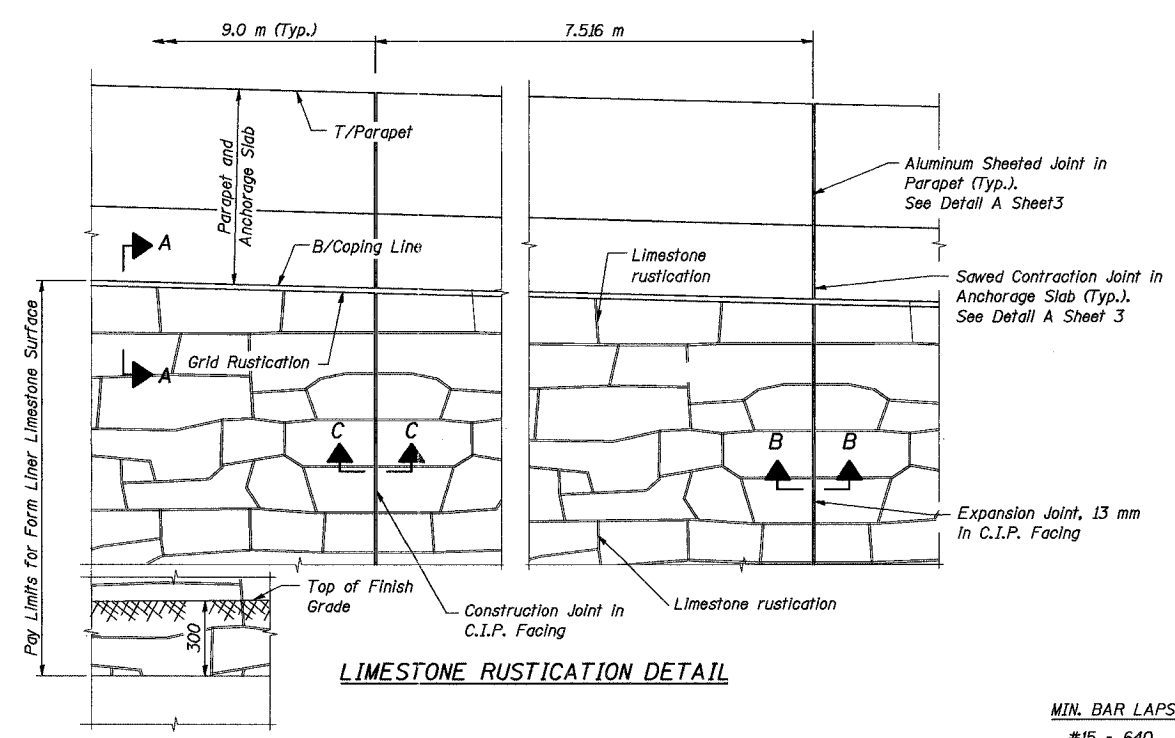 9.0 m (Typ.)
7.516 m
T/Parapet
Parapet and
Anchorage Slab
Aluminum Sheeted Joint in
Parapet (Typ.).
See Detail A Sheet3
A
B/Coping Line
Limestone
rustication
Sawed Contraction Joint in
Anchorage Slab (Typ.).
See Detail A Sheet 3
Grid Rustication
A
Pay Limits for Form Liner Limestone Surface
C C
B B
Expansion Joint, 13 mm
in C.I.P. Facing
Top of Finish
Grade
300
Construction Joint in
C.I.P. Facing
Limestone rustication
LIMESTONE RUSTICATION DETAIL
MIN. BAR LAPS
#15 - 640